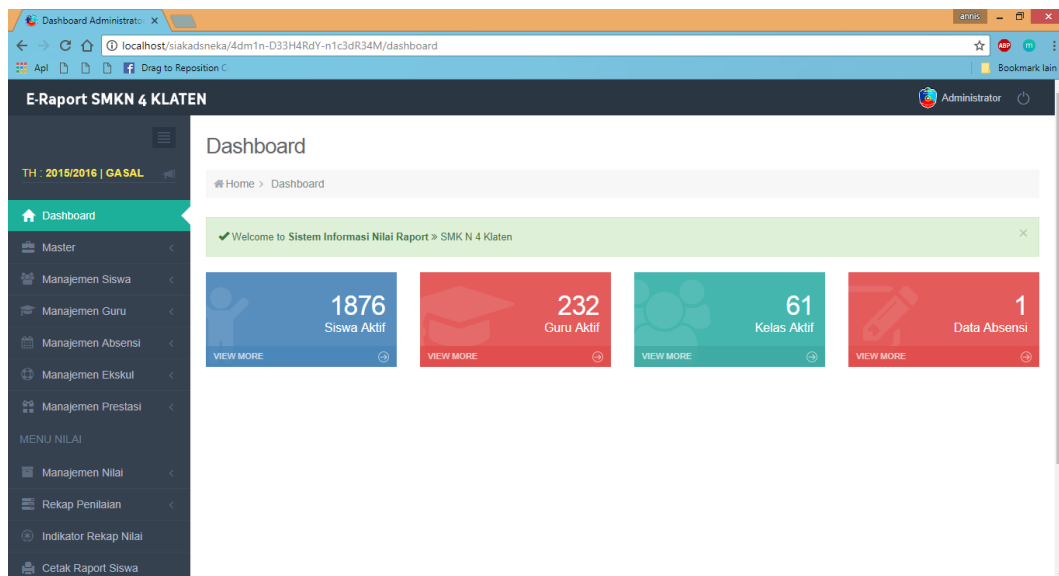 Dashboard Administrato
annis
localhost/siakadsneka/4dm1n-D33H4RdY-n1c3dR34M/dashboard
ABP
m
Apl
Drag to Reposition C
Bookmark lain
E-Raport SMKN 4 KLATEN
Administrator
TH : 2015/2016 | GASAL
Dashboard
Master
Manajemen Siswa
Manajemen Guru
Manajemen Absensi
Manajemen Ekskul
Manajemen Prestasi
MENU NILAI
Manajemen Nilai
Rekap Penilaian
Indikator Rekap Nilai
Cetak Raport Siswa
Dashboard
Home > Dashboard
Welcome to Sistem Informasi Nilai Raport » SMK N 4 Klaten
1876
Siswa Aktif
VIEW MORE
232
Guru Aktif
VIEW MORE
61
Kelas Aktif
VIEW MORE
1
Data Absensi
VIEW MORE